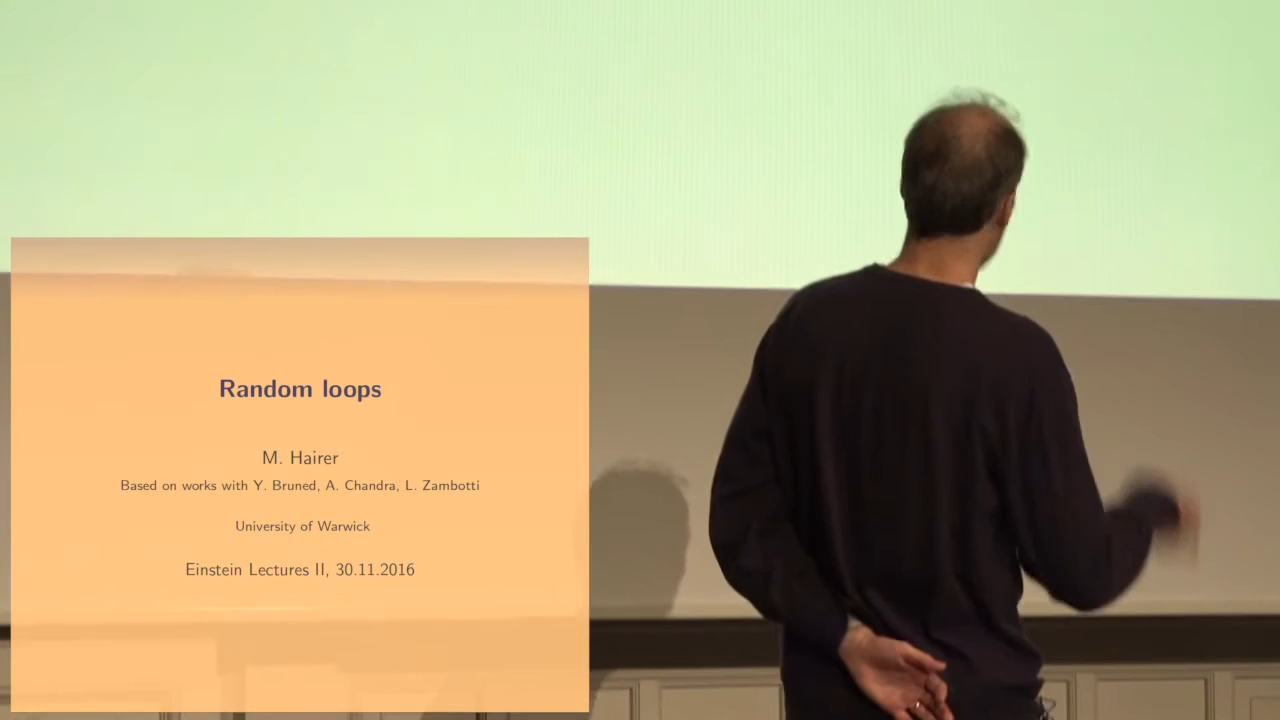 Random loops
M. Hairer
Based on works with Y. Bruned, A. Chandra, L. Zambotti
University of Warwick
Einstein Lectures II, 30.11.2016